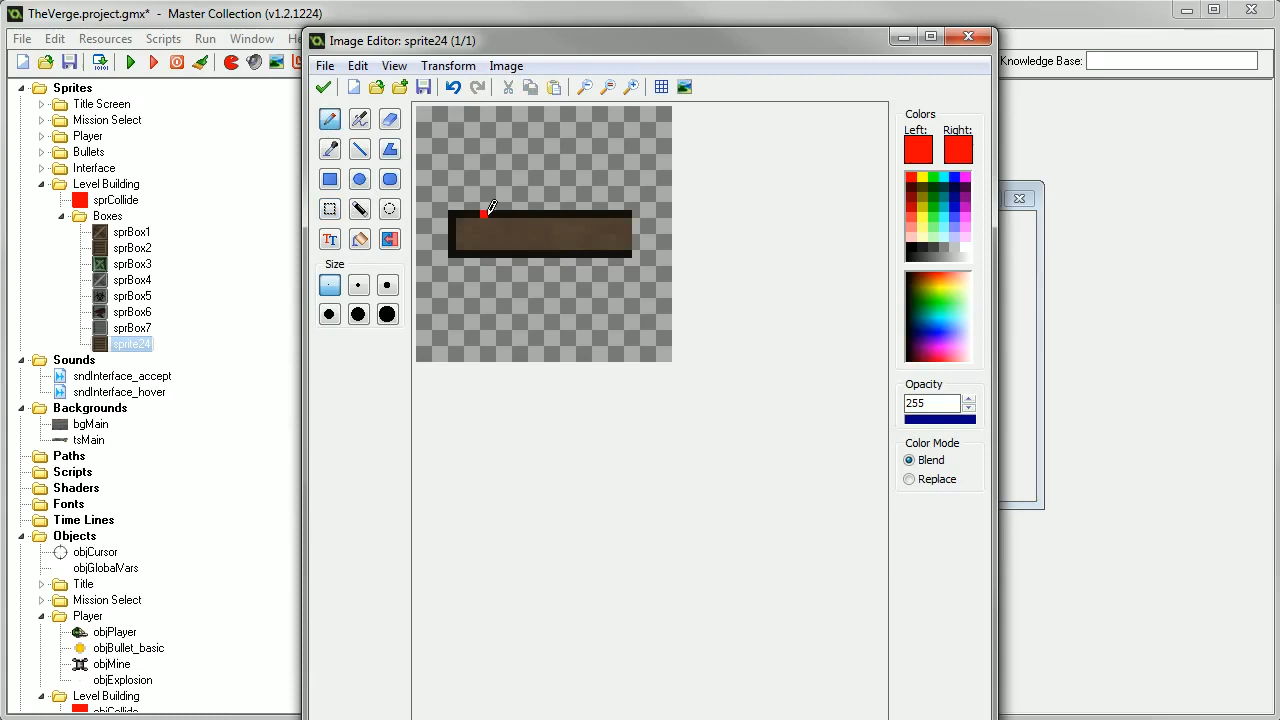 TheVerge.project.gmx* - Master Collection (v1.2.1224)
File Edit Resources Scripts Run Window
Knowledge Base:
Sprites
Title Screen
Mission Select
Player
Bullets
Interface
Level Building
sprCollide
Boxes
sprBox1
sprBox2
sprBox3
sprBox4
sprBox5
sprBox6
sprBox7
sprite24
Sounds
sndInterface_accept
sndInterface_hover
Backgrounds
bgMain
tsMain
Paths
Scripts
Shaders
Fonts
Time Lines
Objects
objCursor
objGlobalVars
Title
Mission Select
Player
objPlayer
objBullet_basic
objMine
objExplosion
Level Building
Image Editor: sprite24 (1/1)
File Edit View Transform Image
TT
Size
Colors
Left: Right:
Opacity
255
Color Mode
Blend
Replace